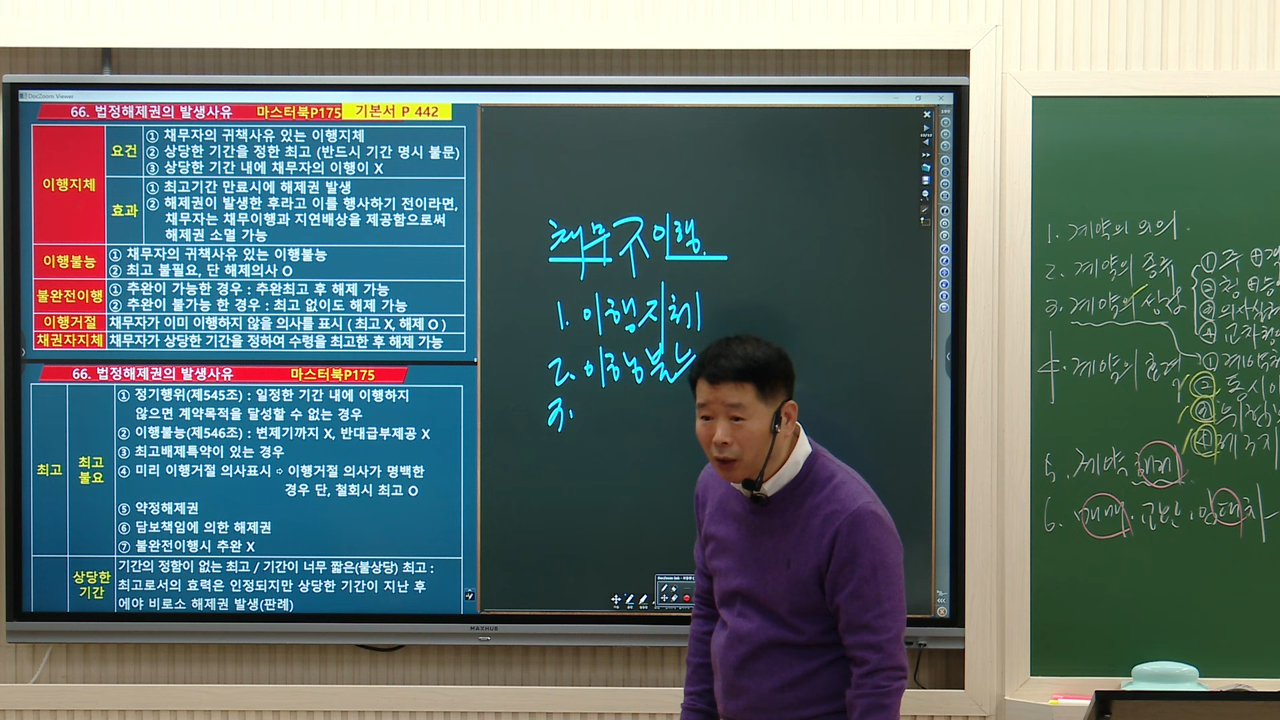 DocZoom Viewer
66. 법정해제권의 발생사유 마스터북P175 기본서 P 442
이행지체
요건
① 채무자의 귀책사유 있는 이행지체
② 상당한 기간을 정한 최고 (반드시 기간 명시 불문)
③ 상당한 기간 내에 채무자의 이행이 X
효과
① 최고기간 만료시에 해제권 발생
② 해제권이 발생한 후라고 이를 행사하기 전이라면,
채무자는 채무이행과 지연배상을 제공함으로써
해제권 소멸 가능
이행불능
① 채무자의 귀책사유 있는 이행불능
② 최고 불필요, 단 해제의사 O
불완전이행
① 추완이 가능한 경우 : 추완최고 후 해제 가능
② 추완이 불가능 한 경우 : 최고 없이도 해제 가능
이행거절
채무자가 이미 이행하지 않을 의사를 표시 ( 최고 X, 해제 O )
채권자지체
채무자가 상당한 기간을 정하여 수령을 최고한 후 해제 가능
66. 법정해제권의 발생사유 마스터북P175
최고
최고
불요
① 정기행위(제545조) : 일정한 기간 내에 이행하지
않으면 계약목적을 달성할 수 없는 경우
② 이행불능(제546조) : 변제기까지 X, 반대급부제공 X
③ 최고배제특약이 있는 경우
④ 미리 이행거절 의사표시 ⇨ 이행거절 의사가 명백한
경우 단, 철회시 최고 O
⑤ 약정해제권
⑥ 담보책임에 의한 해제권
⑦ 불완전이행시 추완 X
상당한
기간
기간의 정함이 없는 최고 / 기간이 너무 짧은(불상당) 최고 :
최고로서의 효력은 인정되지만 상당한 기간이 지난 후
에야 비로소 해제권 발생(판례)
채무不이행
1. 이행지체
2. 이행불능
3.
MAXHUB
1. 계약의 의의
2. 계약의 종류
3. 계약의 성립
4. 계약의 효력
5. 계약 해제
6. 매매, 교환, 임대차